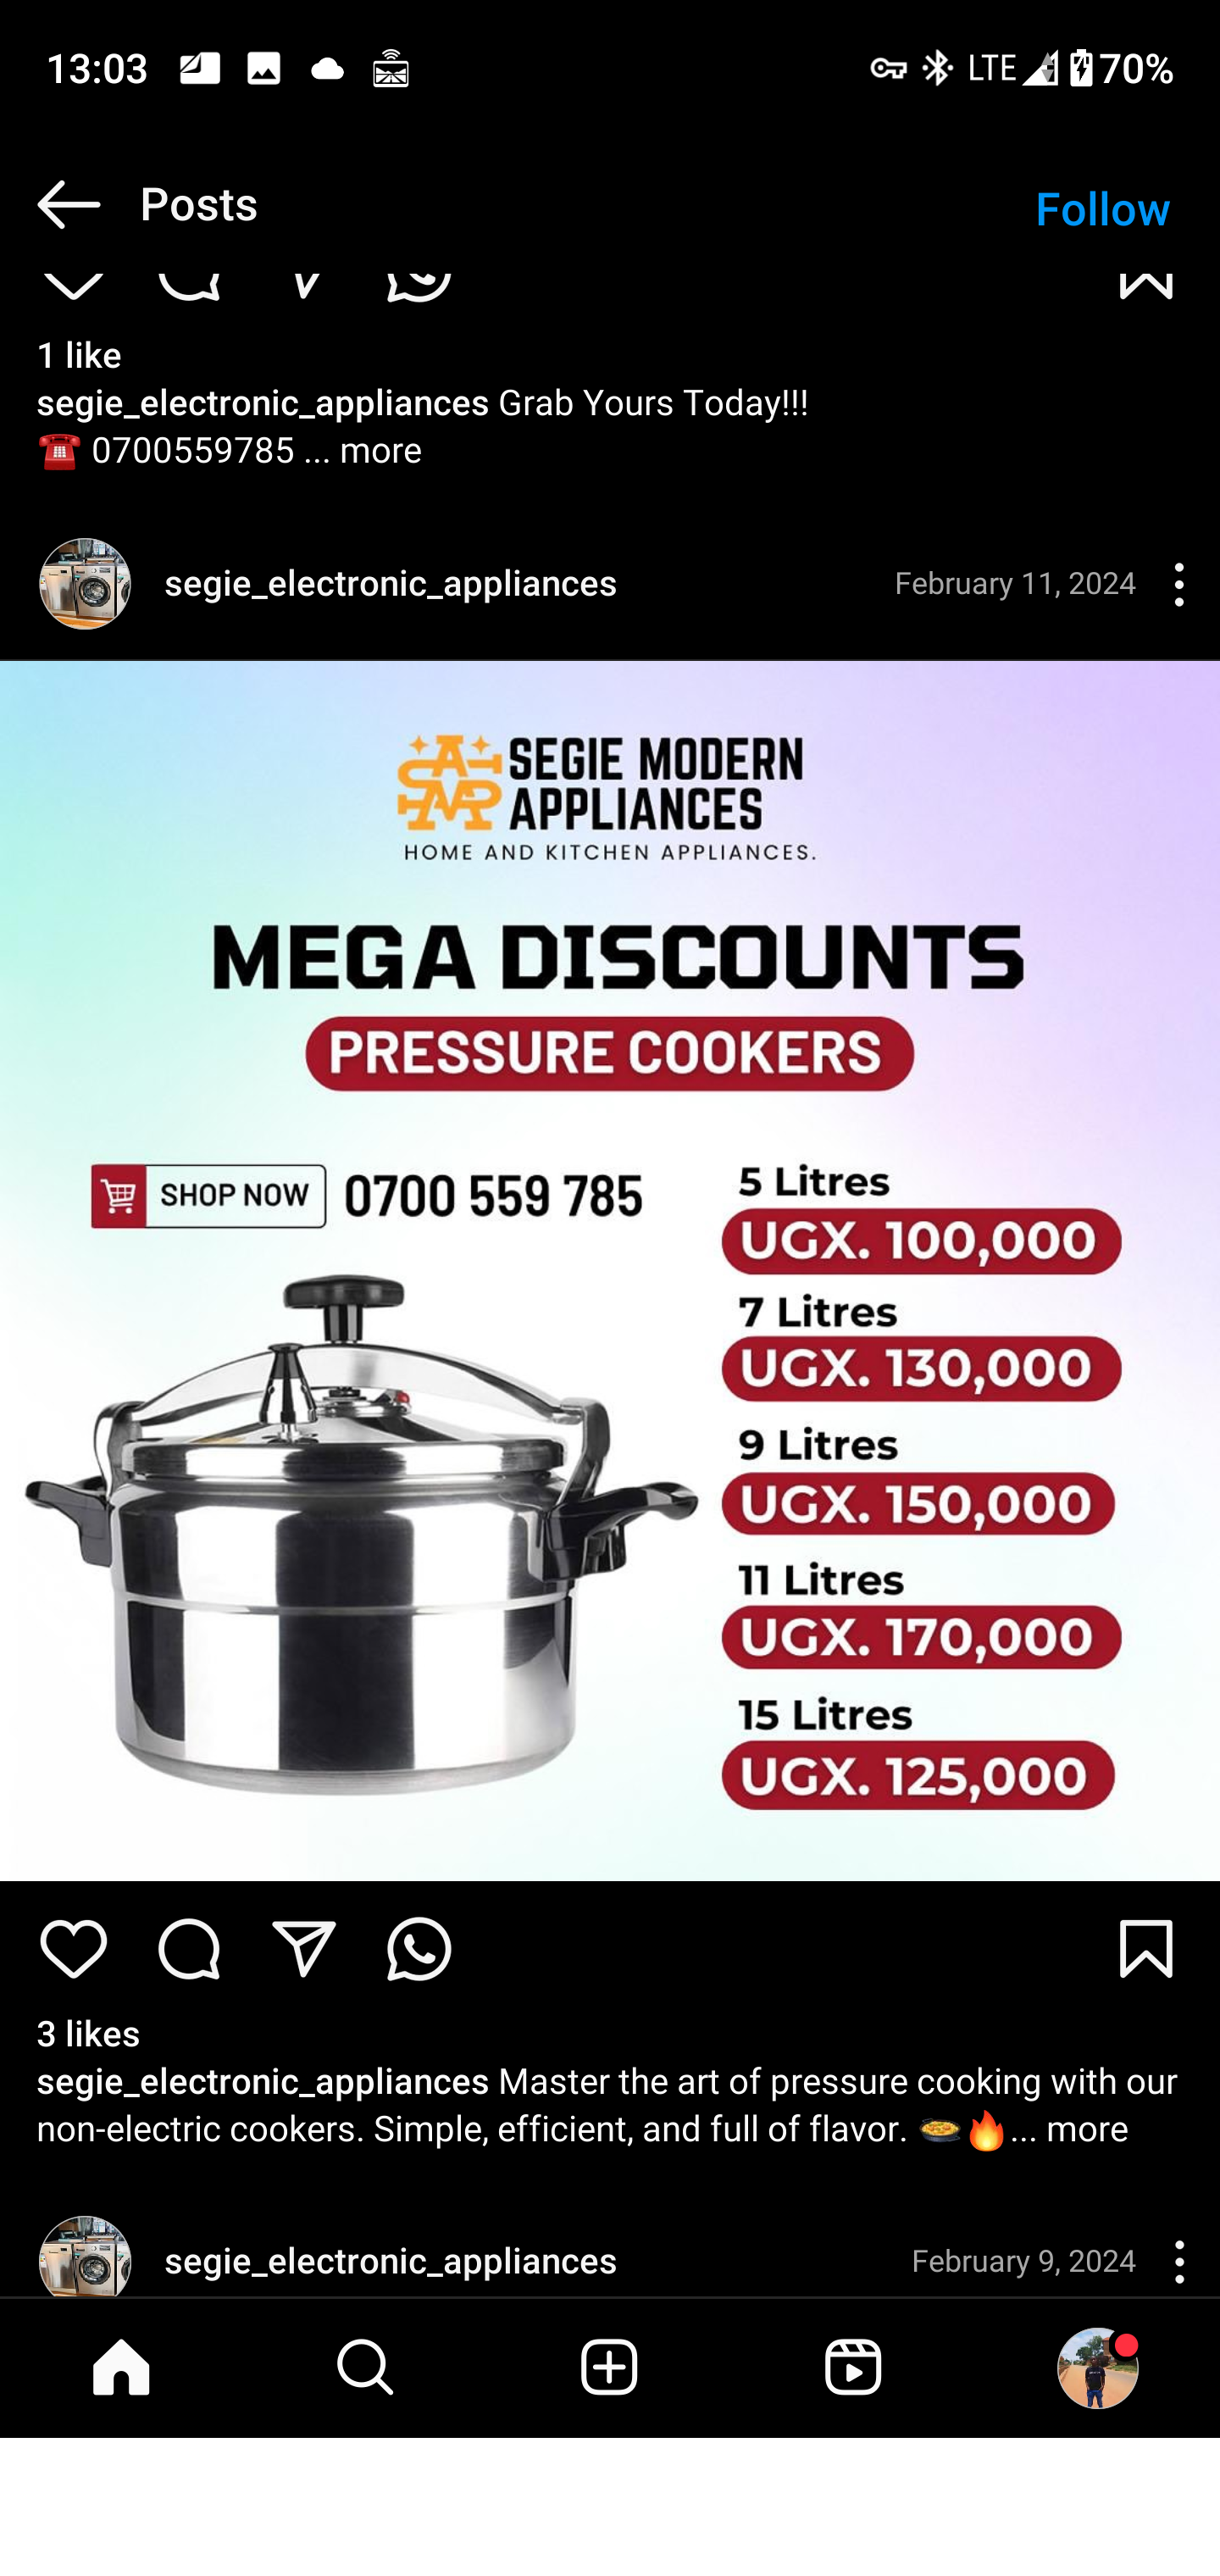 13:03
LTE
70%
Posts
Follow
1 like
segie_electronic_appliances Grab Yours Today!!!
☎️ 0700559785 ... more
segie_electronic_appliances
February 11, 2024
SEGIE MODERN
APPLIANCES
HOME AND KITCHEN APPLIANCES.
MEGA DISCOUNTS
PRESSURE COOKERS
SHOP NOW
0700 559 785
5 Litres
UGX. 100,000
7 Litres
UGX. 130,000
9 Litres
UGX. 150,000
11 Litres
UGX. 170,000
15 Litres
UGX. 125,000
3 likes
segie_electronic_appliances Master the art of pressure cooking with our
non-electric cookers. Simple, efficient, and full of flavor. 🥘🔥... more
segie_electronic_appliances
February 9, 2024